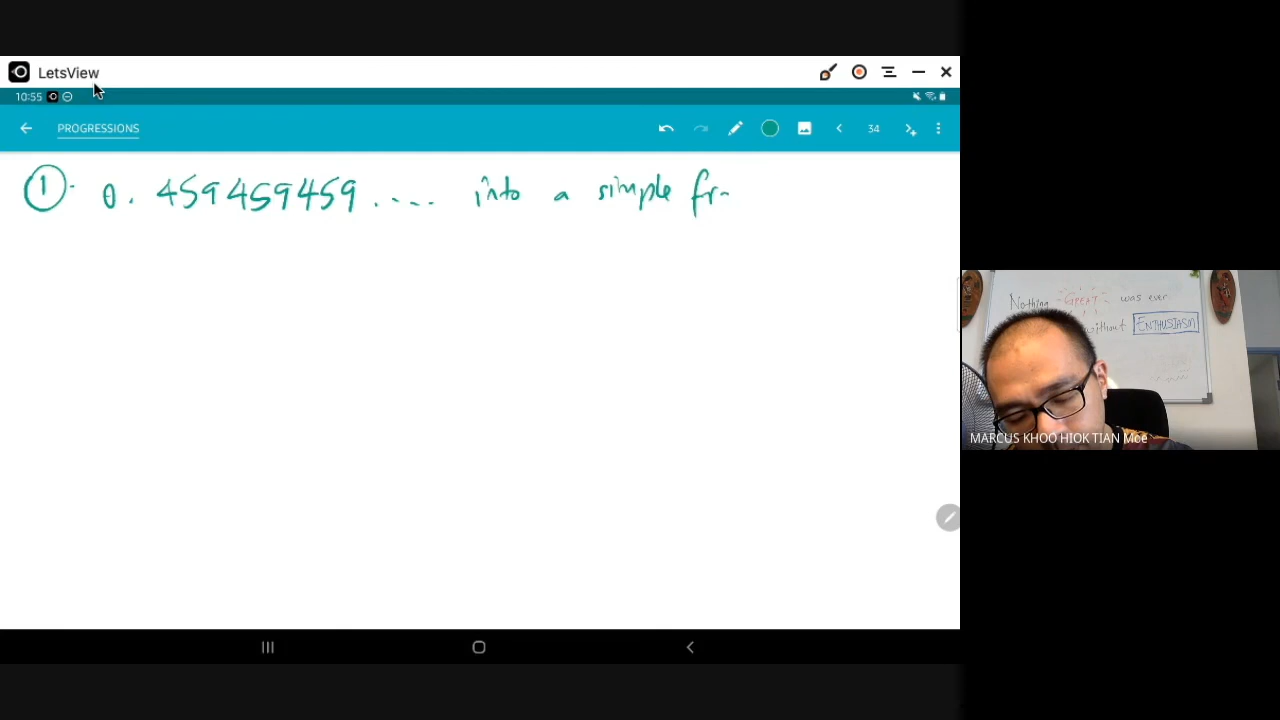 LetsView
10:55
PROGRESSIONS
34
1. 0.459459459.... into a simple fr
Nothing GREAT was ever
without ENTHUSIASM
MARCUS KHOO HIOK TIAN Moe